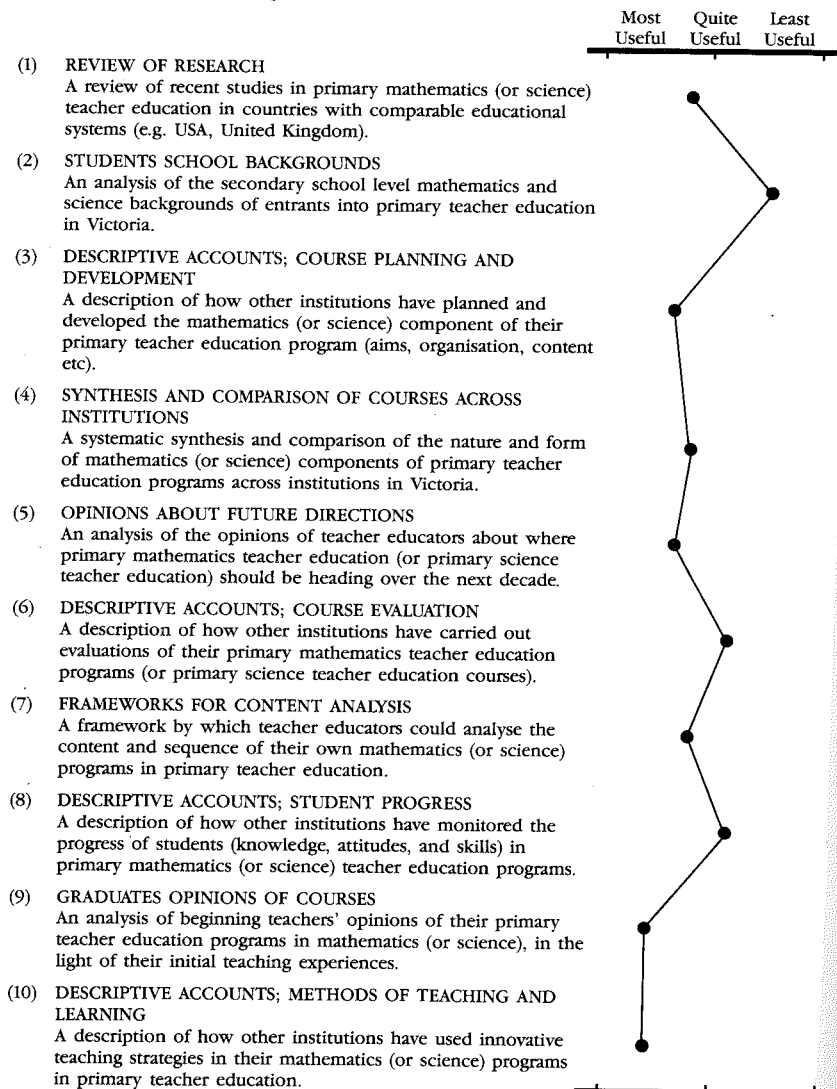 Most Quite Least
Useful Useful Useful
(1) REVIEW OF RESEARCH
A review of recent studies in primary mathematics (or science)
teacher education in countries with comparable educational
systems (e.g. USA, United Kingdom).
(2) STUDENTS SCHOOL BACKGROUNDS
An analysis of the secondary school level mathematics and
science backgrounds of entrants into primary teacher education
in Victoria.
(3) DESCRIPTIVE ACCOUNTS; COURSE PLANNING AND
DEVELOPMENT
A description of how other institutions have planned and
developed the mathematics (or science) component of their
primary teacher education program (aims, organisation, content
etc).
(4) SYNTHESIS AND COMPARISON OF COURSES ACROSS
INSTITUTIONS
A systematic synthesis and comparison of the nature and form
of mathematics (or science) components of primary teacher
education programs across institutions in Victoria.
(5) OPINIONS ABOUT FUTURE DIRECTIONS
An analysis of the opinions of teacher educators about where
primary mathematics teacher education (or primary science
teacher education) should be heading over the next decade.
(6) DESCRIPTIVE ACCOUNTS; COURSE EVALUATION
A description of how other institutions have carried out
evaluations of their primary mathematics teacher education
programs (or primary science teacher education courses).
(7) FRAMEWORKS FOR CONTENT ANALYSIS
A framework by which teacher educators could analyse the
content and sequence of their own mathematics (or science)
programs in primary teacher education.
(8) DESCRIPTIVE ACCOUNTS; STUDENT PROGRESS
A description of how other institutions have monitored the
progress of students (knowledge, attitudes, and skills) in
primary mathematics (or science) teacher education programs.
(9) GRADUATES OPINIONS OF COURSES
An analysis of beginning teachers' opinions of their primary
teacher education programs in mathematics (or science), in the
light of their initial teaching experiences.
(10) DESCRIPTIVE ACCOUNTS; METHODS OF TEACHING AND
LEARNING
A description of how other institutions have used innovative
teaching strategies in their mathematics (or science) programs
in primary teacher education.